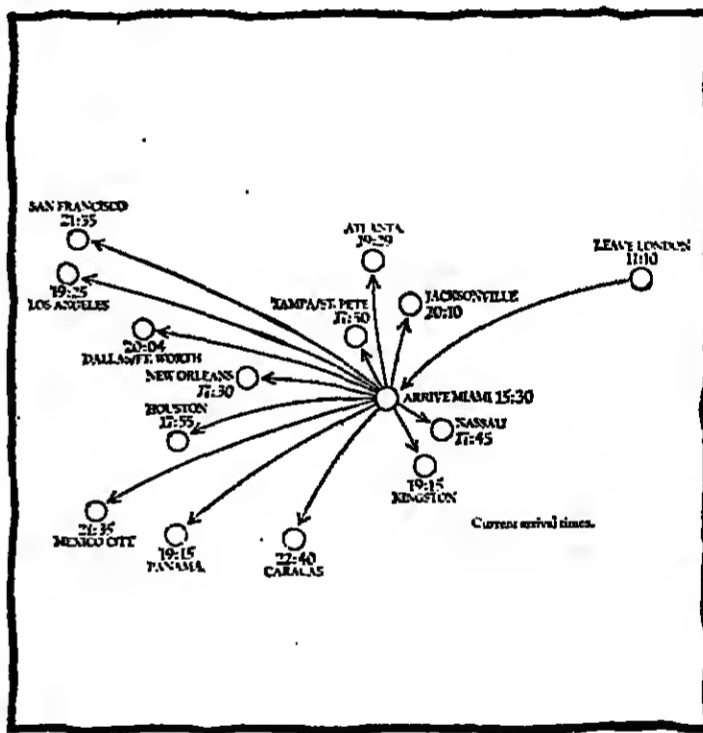 SAN FRANCISCO
21:55
19:25
LOS ANGELES
20:04
DALLAS/FT. WORTH
NEW ORLEANS
17:30
HOUSTON
17:55
21:35
MEXICO CITY
19:15
PANAMA
22:40
CARACAS
ATLANTA
19:29
TAMPA/ST. PETE
17:50
JACKSONVILLE
20:10
LEAVE LONDON
11:10
ARRIVE MIAMI 15:30
NASSAU
17:45
19:15
KINGSTON
Current arrival times.